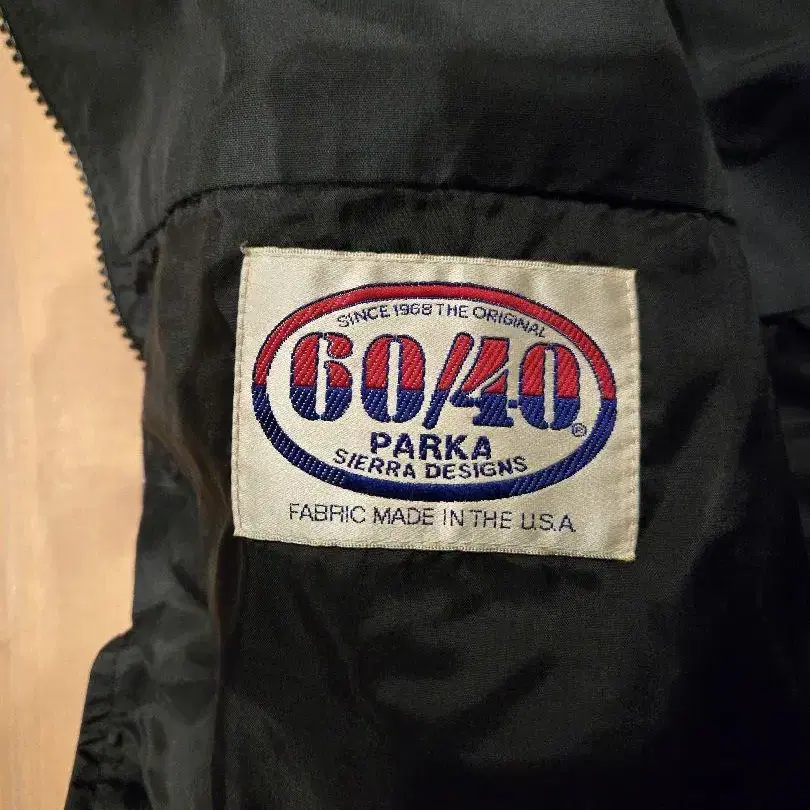 SINCE 1968 THE ORIGINAL
60/40®
PARKA
SIERRA DESIGNS
FABRIC MADE IN THE U.S.A